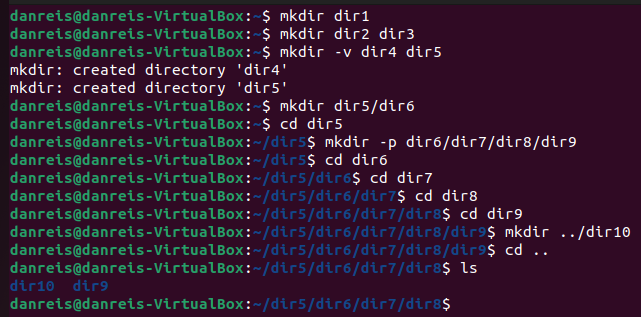 danreis@danreis-VirtualBox:~$ mkdir dir1
danreis@danreis-VirtualBox:~$ mkdir dir2 dir3
danreis@danreis-VirtualBox:~$ mkdir -v dir4 dir5
mkdir: created directory 'dir4'
mkdir: created directory 'dir5'
danreis@danreis-VirtualBox:~$ mkdir dir5/dir6
danreis@danreis-VirtualBox:~$ cd dir5
danreis@danreis-VirtualBox:~/dir5$ mkdir -p dir6/dir7/dir8/dir9
danreis@danreis-VirtualBox:~/dir5$ cd dir6
danreis@danreis-VirtualBox:~/dir5/dir6$ cd dir7
danreis@danreis-VirtualBox:~/dir5/dir6/dir7$ cd dir8
danreis@danreis-VirtualBox:~/dir5/dir6/dir7/dir8$ cd dir9
danreis@danreis-VirtualBox:~/dir5/dir6/dir7/dir8/dir9$ mkdir ../dir10
danreis@danreis-VirtualBox:~/dir5/dir6/dir7/dir8/dir9$ cd ..
danreis@danreis-VirtualBox:~/dir5/dir6/dir7/dir8$ ls
dir10  dir9
danreis@danreis-VirtualBox:~/dir5/dir6/dir7/dir8$